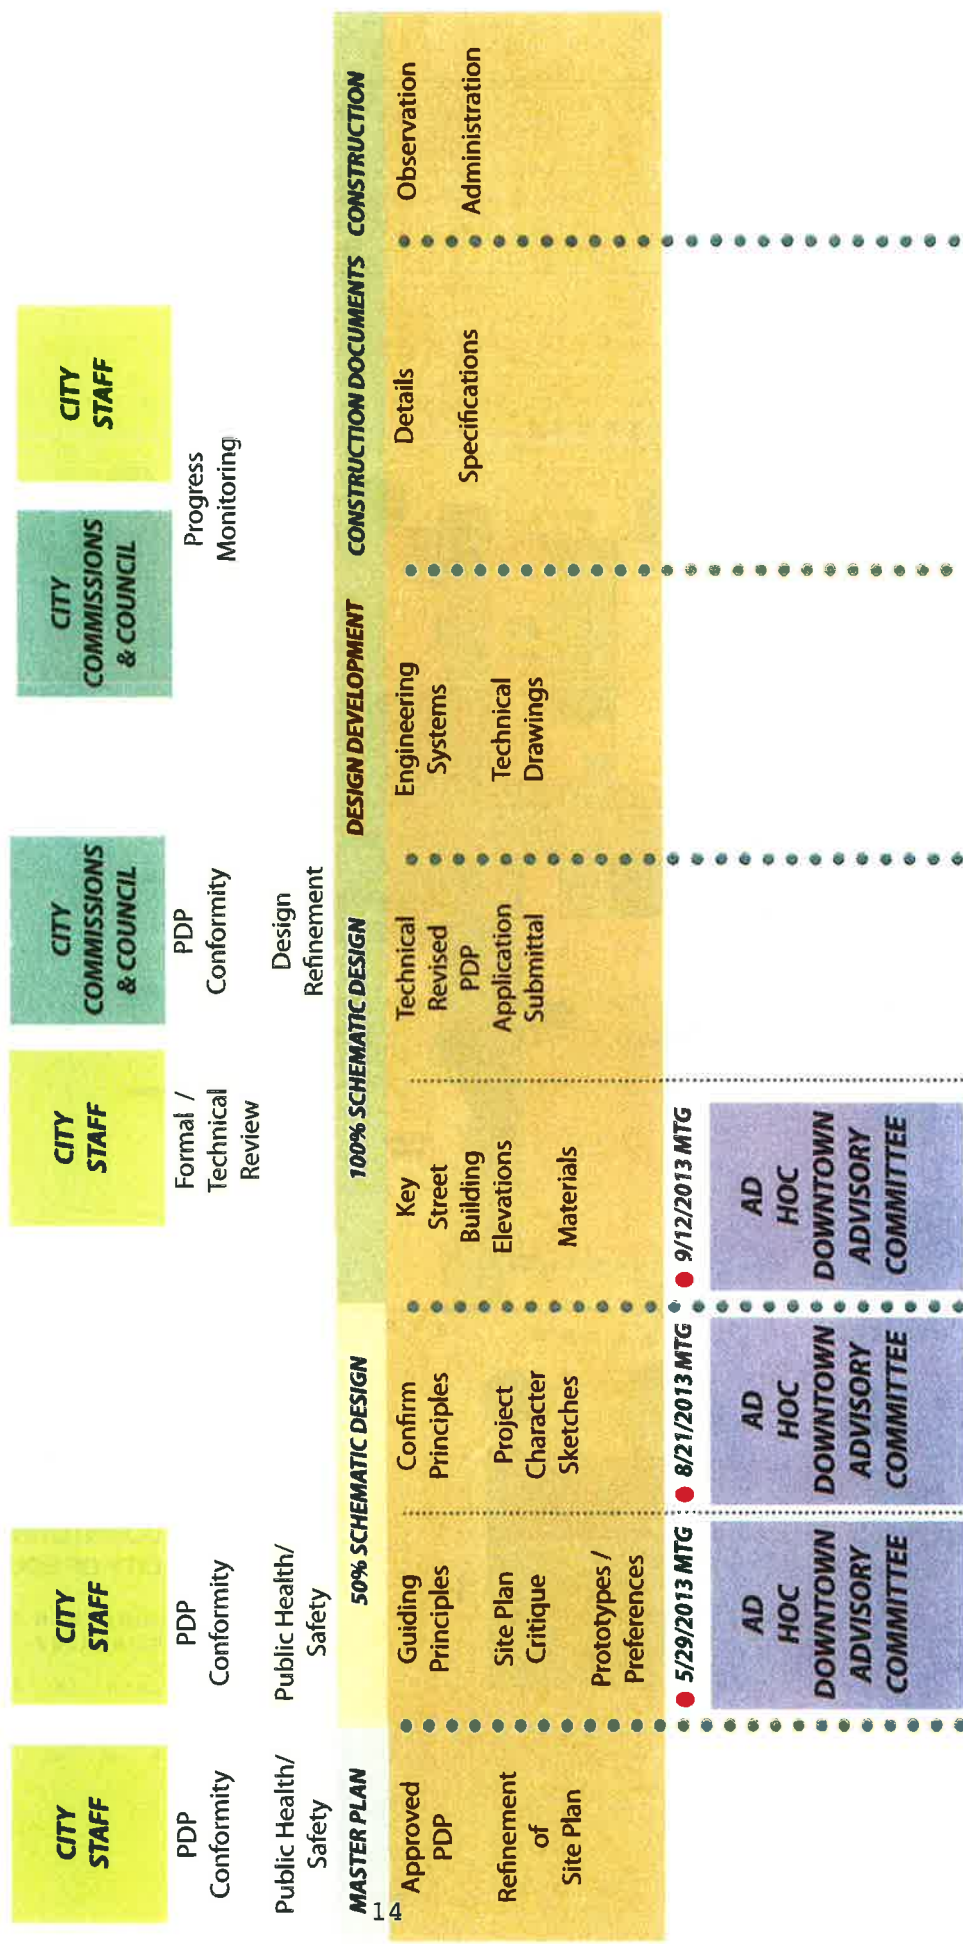 CITY
STAFF
PDP
Conformity
Public Health/
Safety
CITY
STAFF
PDP
Conformity
Public Health/
Safety
CITY
STAFF
Formal /
Technical
Review
CITY
COMMISSIONS
& COUNCIL
PDP
Conformity
Design
Refinement
CITY
COMMISSIONS
& COUNCIL
CITY
STAFF
Progress
Monitoring
MASTER PLAN
50% SCHEMATIC DESIGN
100% SCHEMATIC DESIGN
DESIGN DEVELOPMENT
CONSTRUCTION DOCUMENTS
CONSTRUCTION
Approved
PDP
Refinement
of
Site Plan
Guiding
Principles
Site Plan
Critique
Prototypes /
Preferences
Confirm
Principles
Project
Character
Sketches
Key
Street
Building
Elevations
Materials
Technical
Revised
PDP
Application
Submittal
Engineering
Systems
Technical
Drawings
Details
Specifications
Observation
Administration
5/29/2013 MTG
8/21/2013 MTG
9/12/2013 MTG
AD
HOC
DOWNTOWN
ADVISORY
COMMITTEE
AD
HOC
DOWNTOWN
ADVISORY
COMMITTEE
AD
HOC
DOWNTOWN
ADVISORY
COMMITTEE
14